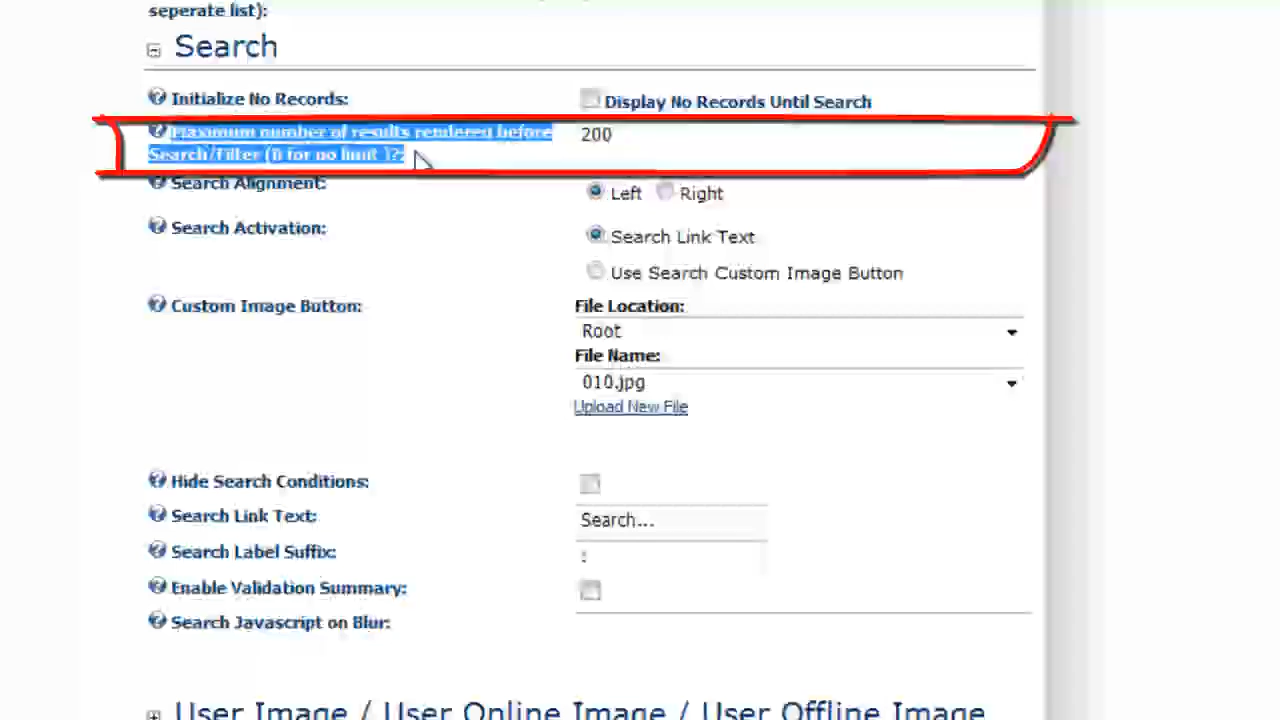 seperate list):
Search
Initialize No Records:
Display No Records Until Search
Maximum number of results rendered before
Search/Filter (0 for no limit )?:
200
Search Alignment:
Left
Right
Search Activation:
Search Link Text
Use Search Custom Image Button
Custom Image Button:
File Location:
Root
File Name:
010.jpg
Upload New File
Hide Search Conditions:
Search Link Text:
Search...
Search Label Suffix:
:
Enable Validation Summary:
Search Javascript on Blur:
User Image / User Online Image / User Offline Image